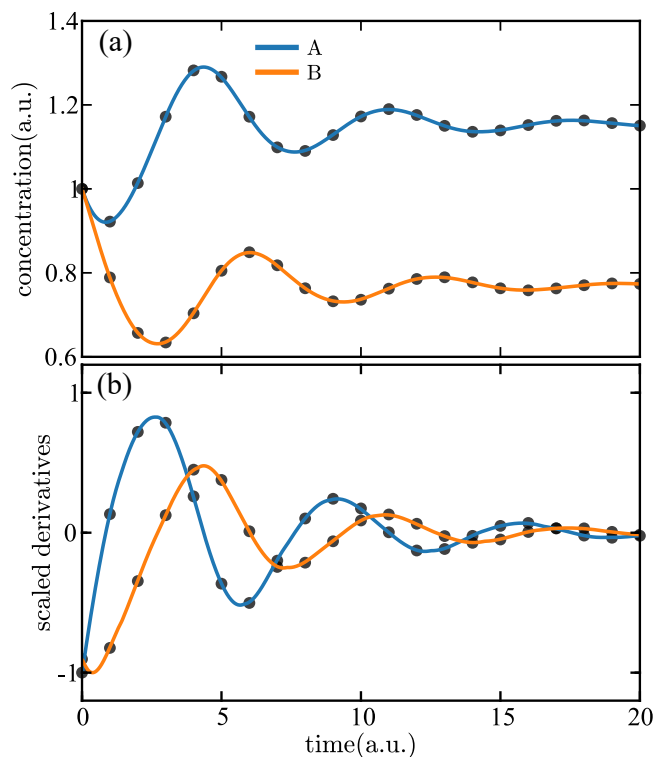 (a)
A
B
1.4
1.2
1
0.8
0.6
concentration(a.u.)
(b)
1
0
-1
scaled derivatives
0
5
10
15
20
time(a.u.)